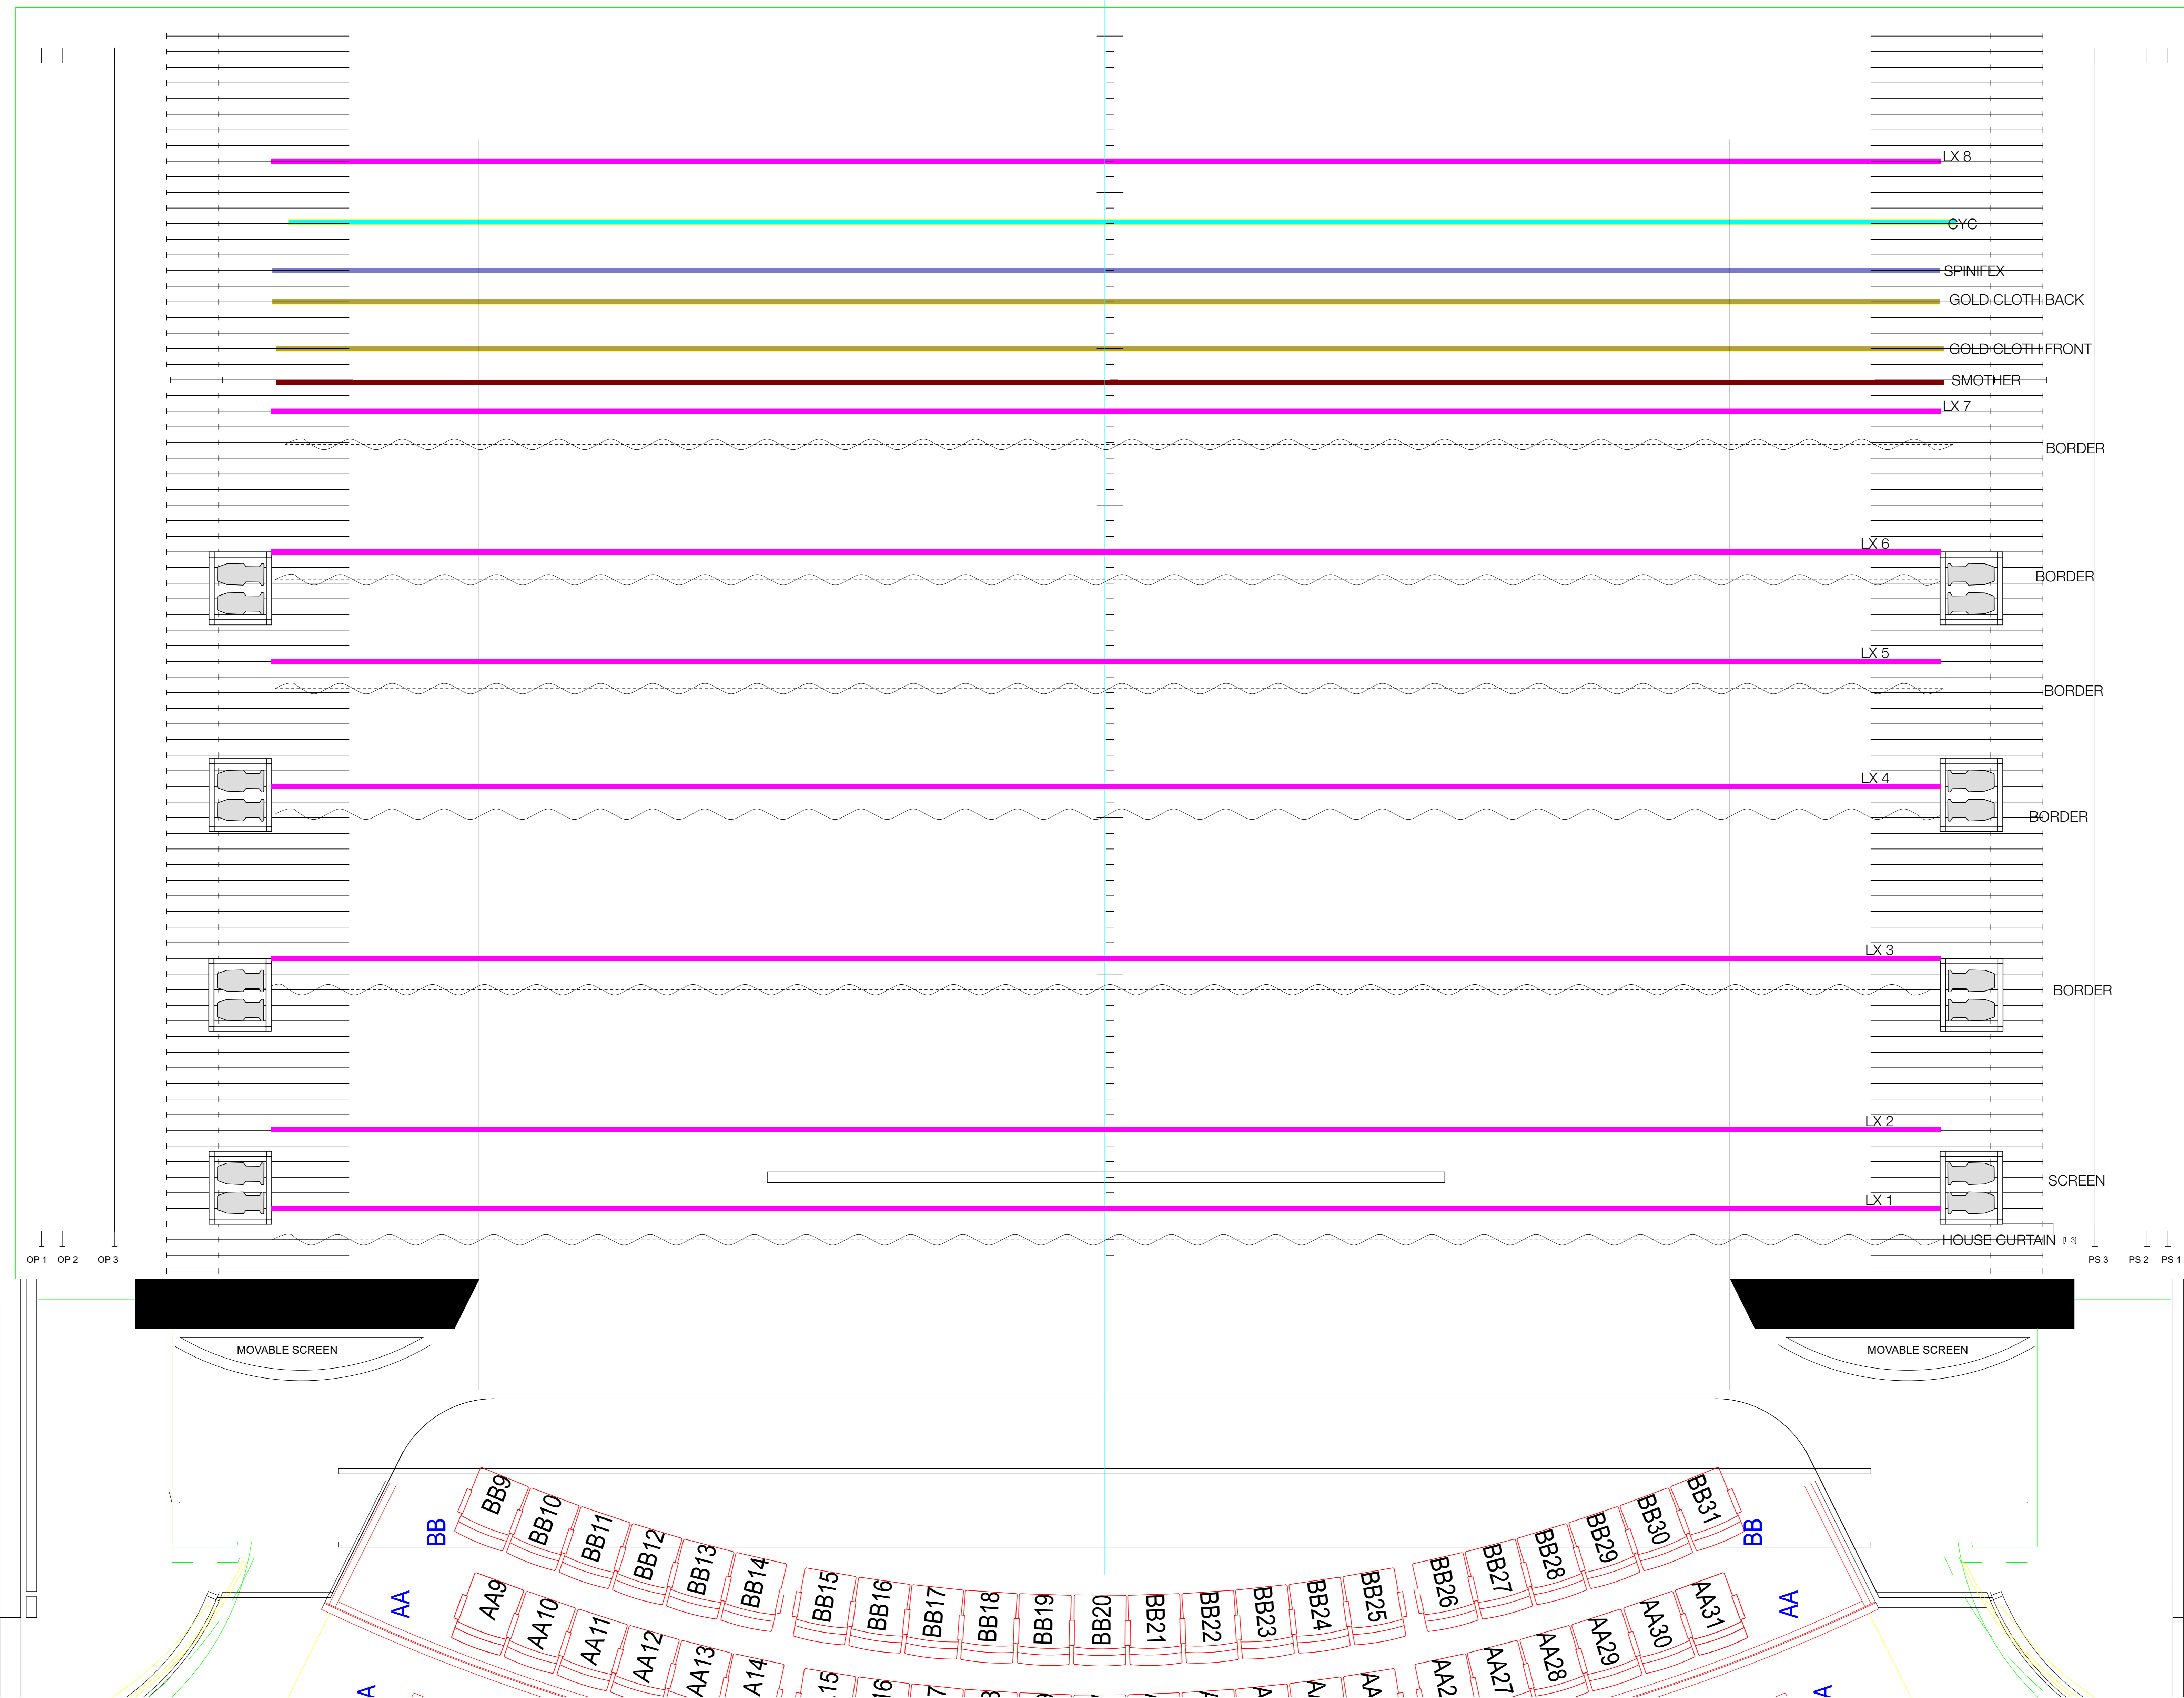 LX 8
CYC
SPINIFEX
GOLD CLOTH BACK
GOLD CLOTH FRONT
SMOTHER
LX 7
BORDER
LX 6
BORDER
LX 5
BORDER
LX 4
BORDER
LX 3
BORDER
LX 2
SCREEN
LX 1
HOUSE CURTAIN [L.3]
OP 1 OP 2 OP 3 PS 3 PS 2 PS 1
MOVABLE SCREEN MOVABLE SCREEN
BB BB9 BB10 BB11 BB12 BB13 BB14 BB15 BB16 BB17 BB18 BB19 BB20 BB21 BB22 BB23 BB24 BB25 BB26 BB27 BB28 BB29 BB30 BB31 BB
AA AA9 AA10 AA11 AA12 AA13 AA14 AA27 AA28 AA29 AA30 AA31 AA